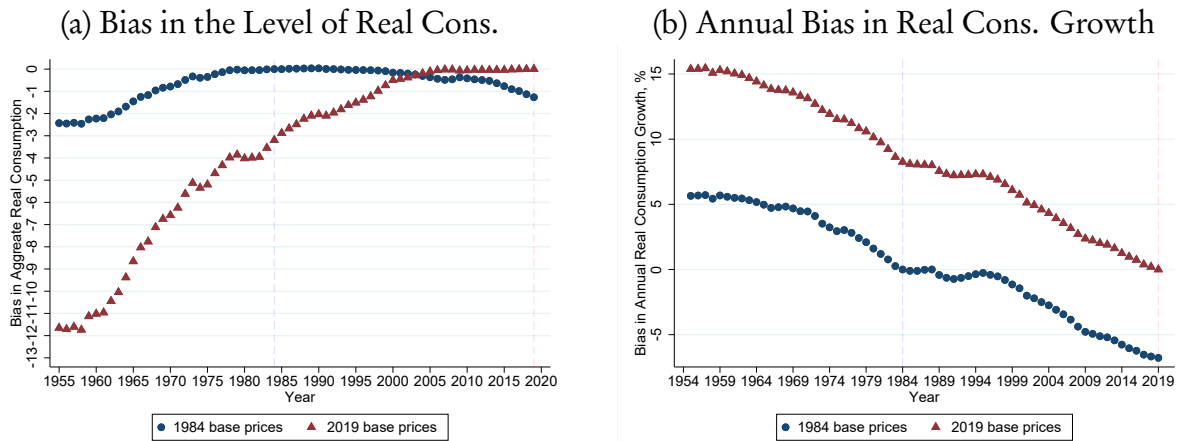 (a) Bias in the Level of Real Cons.
Bias in Aggreate Real Consumption
0
-1
-2
-3
-4
-5
-6
-7
-8
-9
-10
-11
-12
-13
1955 1960 1965 1970 1975 1980 1985 1990 1995 2000 2005 2010 2015 2020
Year
1984 base prices 2019 base prices
(b) Annual Bias in Real Cons. Growth
Bias in Annual Real Consumption Growth, %
15
10
5
0
-5
1954 1959 1964 1969 1974 1979 1984 1989 1994 1999 2004 2009 2014 2019
Year
1984 base prices 2019 base prices